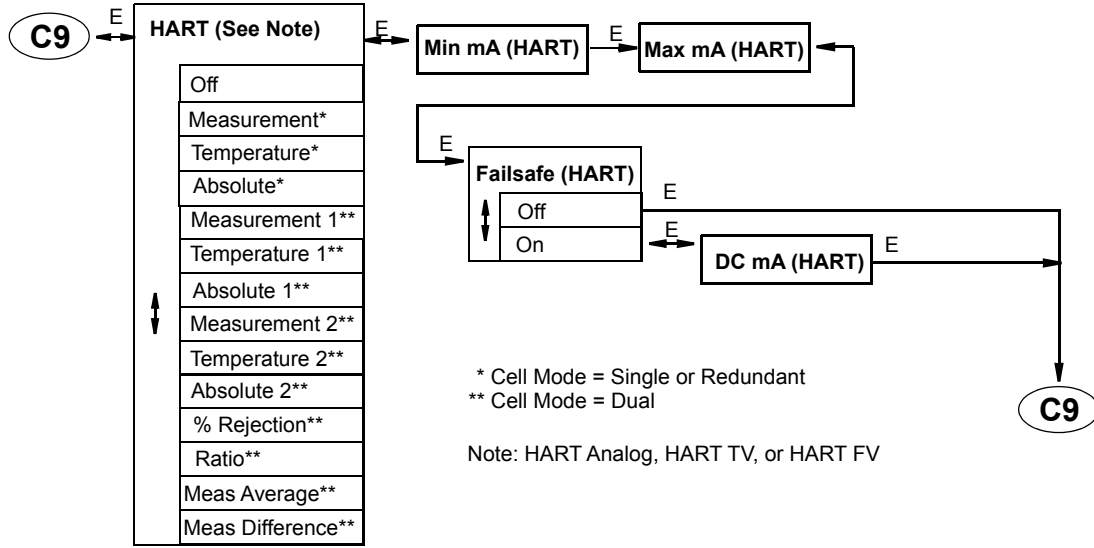 C9
E
HART (See Note)
Off
Measurement*
Temperature*
Absolute*
Measurement 1**
Temperature 1**
Absolute 1**
Measurement 2**
Temperature 2**
Absolute 2**
% Rejection**
Ratio**
Meas Average**
Meas Difference**
E
Min mA (HART)
E
Max mA (HART)
E
Failsafe (HART)
Off
On
E
E
DC mA (HART)
E
C9
* Cell Mode = Single or Redundant
** Cell Mode = Dual
Note: HART Analog, HART TV, or HART FV